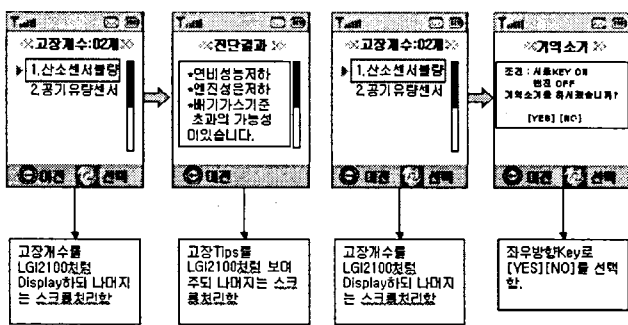 고장개수:02개
1.산소센서불량
2.공기유량센서
이전 선택
진단결과
*연비성능저하
*엔진성은저하
*배기가스기준
초과의 가능성
이있습니다.
이전
고장개수:02개
1.산소센서불량
2.공기유량센서
이전 선택
기억소거
조건 : 시동KEY ON
엔진 OFF
기억소거을 하시겠습니까?
[YES] [NO]
이전 선택
고장개수를
LGI2100처럼
Display하되 나머지
는 스크롤처리함
고장Tips를
LGI2100처럼 보여
주되 나머지는 스크
롤처리함
고장개수를
LGI2100처럼
Display하되 나머지
는 스크롤처리함
좌우방향Key로
[YES][NO]를 선택
함.